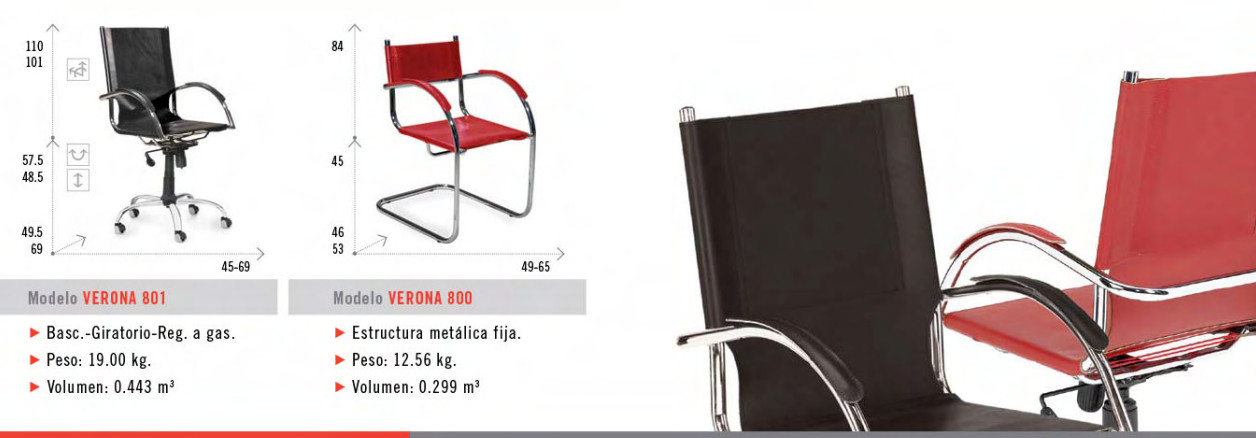 110
101
57.5
48.5
49.5
69
45-69
Modelo VERONA 801
► Basc.-Giratorio-Reg. a gas.
► Peso: 19.00 kg.
► Volumen: 0.443 m³
84
45
46
53
49-65
Modelo VERONA 800
► Estructura metálica fija.
► Peso: 12.56 kg.
► Volumen: 0.299 m³